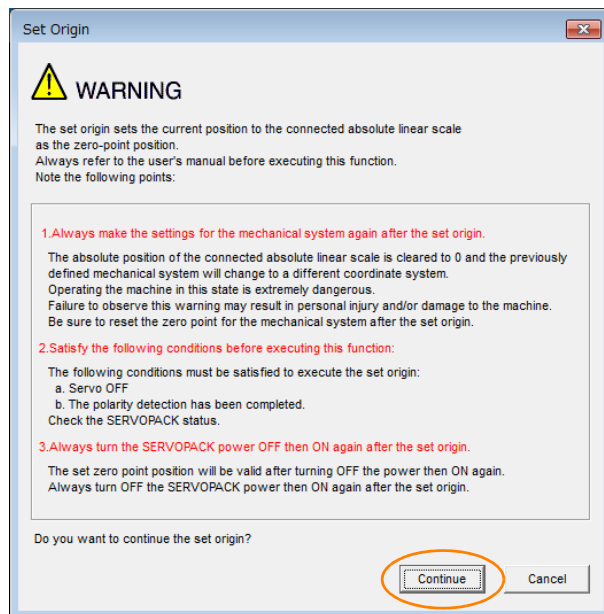 Set Origin
WARNING
The set origin sets the current position to the connected absolute linear scale
as the zero-point position.
Always refer to the user's manual before executing this function.
Note the following points:
1.Always make the settings for the mechanical system again after the set origin.
The absolute position of the connected absolute linear scale is cleared to 0 and the previously
defined mechanical system will change to a different coordinate system.
Operating the machine in this state is extremely dangerous.
Failure to observe this warning may result in personal injury and/or damage to the machine.
Be sure to reset the zero point for the mechanical system after the set origin.
2.Satisfy the following conditions before executing this function:
The following conditions must be satisfied to execute the set origin:
a. Servo OFF
b. The polarity detection has been completed.
Check the SERVOPACK status.
3.Always turn the SERVOPACK power OFF then ON again after the set origin.
The set zero point position will be valid after turning OFF the power then ON again.
Always turn OFF the SERVOPACK power then ON again after the set origin.
Do you want to continue the set origin?
Continue Cancel